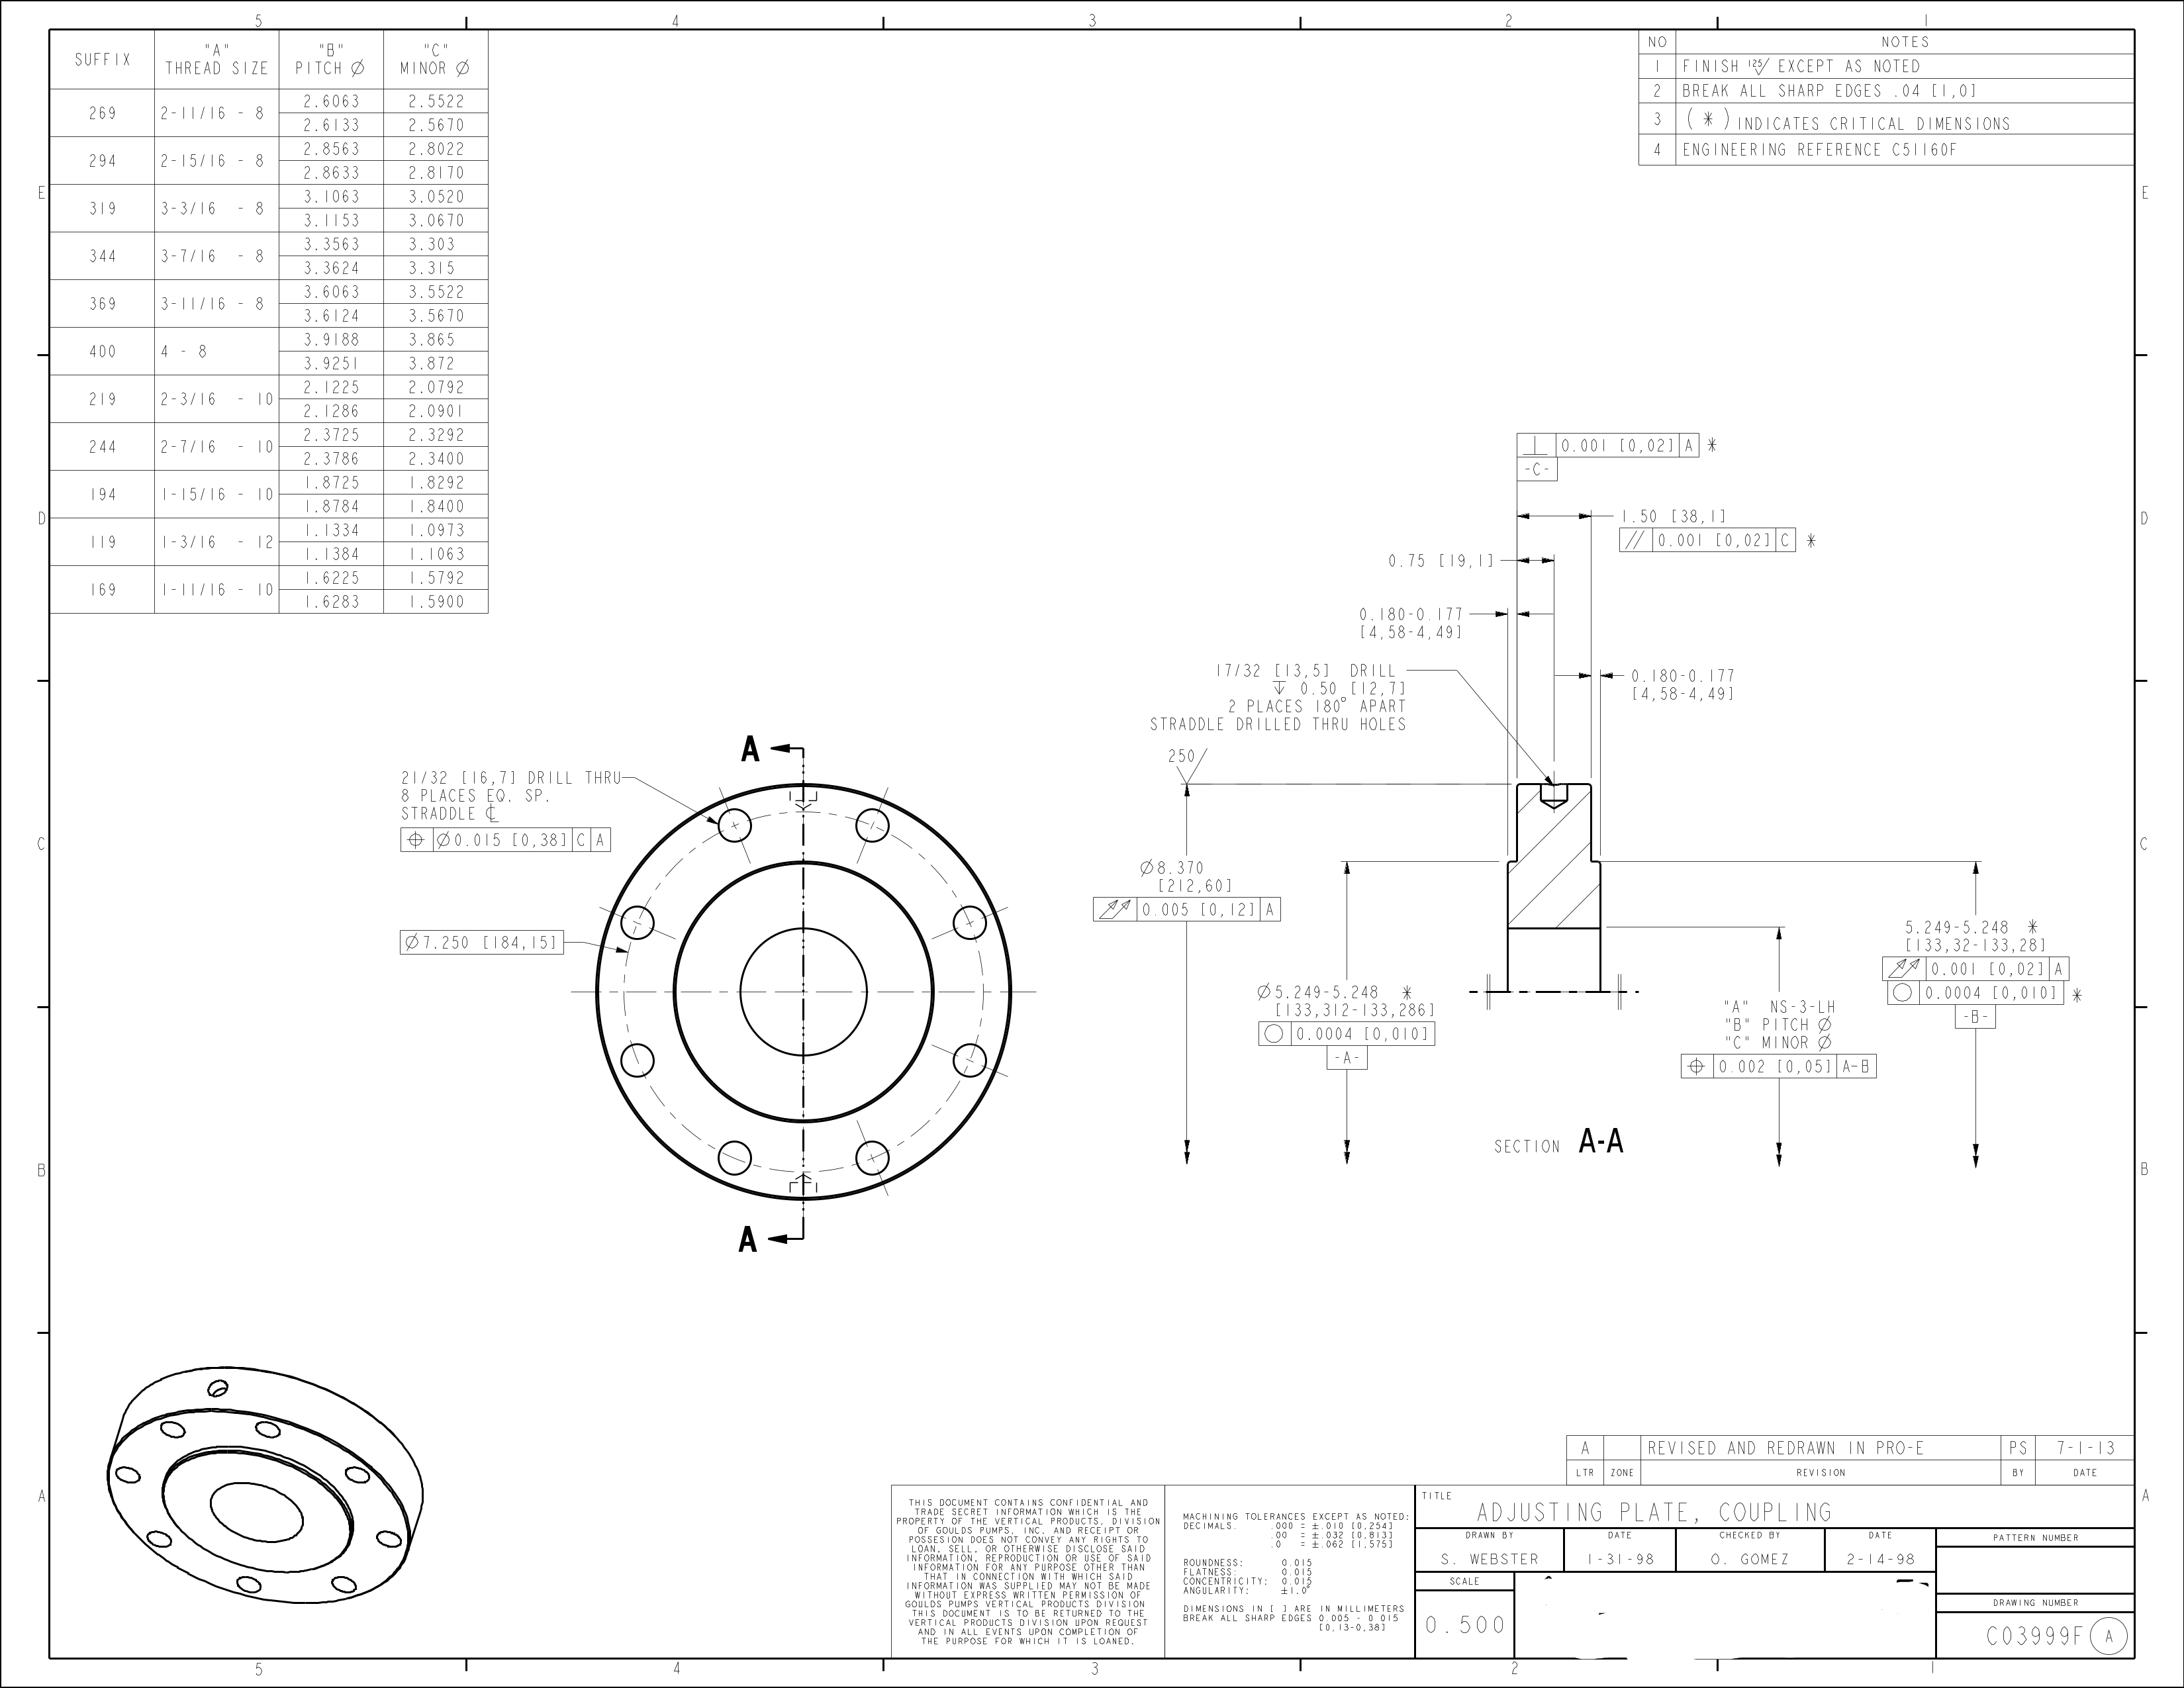 5 4 3 2 1
SUFFIX "A" THREAD SIZE "B" PITCH Ø "C" MINOR Ø
269 2-11/16 - 8 2.6063 2.5522
2.6133 2.5670
294 2-15/16 - 8 2.8563 2.8022
2.8633 2.8170
319 3-3/16 - 8 3.1063 3.0520
3.1153 3.0670
344 3-7/16 - 8 3.3563 3.303
3.3624 3.315
369 3-11/16 - 8 3.6063 3.5522
3.6124 3.5670
400 4 - 8 3.9188 3.865
3.9251 3.872
219 2-3/16 - 10 2.1225 2.0792
2.1286 2.0901
244 2-7/16 - 10 2.3725 2.3292
2.3786 2.3400
194 1-15/16 - 10 1.8725 1.8292
1.8784 1.8400
119 1-3/16 - 12 1.1334 1.0973
1.1384 1.1063
169 1-11/16 - 10 1.6225 1.5792
1.6283 1.5900
NO NOTES
1 FINISH 125 EXCEPT AS NOTED
2 BREAK ALL SHARP EDGES .04 [1,0]
3 (*) INDICATES CRITICAL DIMENSIONS
4 ENGINEERING REFERENCE C51160F
E E
D D
C C
B B
A A
⊥ 0.001 [0,02] A *
-C-
1.50 [38,1]
// 0.001 [0,02] C *
0.75 [19,1]
0.180-0.177
[4,58-4,49]
17/32 [13,5] DRILL
↧ 0.50 [12,7]
2 PLACES 180° APART
STRADDLE DRILLED THRU HOLES
0.180-0.177
[4,58-4,49]
250
A
21/32 [16,7] DRILL THRU
8 PLACES EQ. SP.
STRADDLE ℄
⌖ Ø0.015 [0,38] C A
Ø7.250 [184,15]
A
Ø8.370
[212,60]
⌰ 0.005 [0,12] A
Ø5.249-5.248 *
[133,312-133,286]
○ 0.0004 [0,010]
-A-
5.249-5.248 *
[133,32-133,28]
⌰ 0.001 [0,02] A
○ 0.0004 [0,010] *
-B-
"A" NS-3-LH
"B" PITCH Ø
"C" MINOR Ø
⌖ 0.002 [0,05] A-B
SECTION A-A
A REVISED AND REDRAWN IN PRO-E PS 7-1-13
LTR ZONE REVISION BY DATE
THIS DOCUMENT CONTAINS CONFIDENTIAL AND
TRADE SECRET INFORMATION WHICH IS THE
PROPERTY OF THE VERTICAL PRODUCTS, DIVISION
OF GOULDS PUMPS, INC. AND RECEIPT OR
POSSESION DOES NOT CONVEY ANY RIGHTS TO
LOAN, SELL, OR OTHERWISE DISCLOSE SAID
INFORMATION, REPRODUCTION OR USE OF SAID
INFORMATION FOR ANY PURPOSE OTHER THAN
THAT IN CONNECTION WITH WHICH SAID
INFORMATION WAS SUPPLIED MAY NOT BE MADE
WITHOUT EXPRESS WRITTEN PERMISSION OF
GOULDS PUMPS VERTICAL PRODUCTS DIVISION
THIS DOCUMENT IS TO BE RETURNED TO THE
VERTICAL PRODUCTS DIVISION UPON REQUEST
AND IN ALL EVENTS UPON COMPLETION OF
THE PURPOSE FOR WHICH IT IS LOANED.
MACHINING TOLERANCES EXCEPT AS NOTED:
DECIMALS. .000 = ±.010 [0,254]
.00 = ±.032 [0,813]
.0 = ±.062 [1,575]
ROUNDNESS: 0.015
FLATNESS: 0.015
CONCENTRICITY: 0.015
ANGULARITY: ±1.0°
DIMENSIONS IN [ ] ARE IN MILLIMETERS
BREAK ALL SHARP EDGES 0.005 - 0.015
[0,13-0,38]
TITLE
ADJUSTING PLATE, COUPLING
DRAWN BY DATE CHECKED BY DATE PATTERN NUMBER
S. WEBSTER 1-31-98 O. GOMEZ 2-14-98
SCALE
0.500
DRAWING NUMBER
C03999F A
5 4 3 2 1